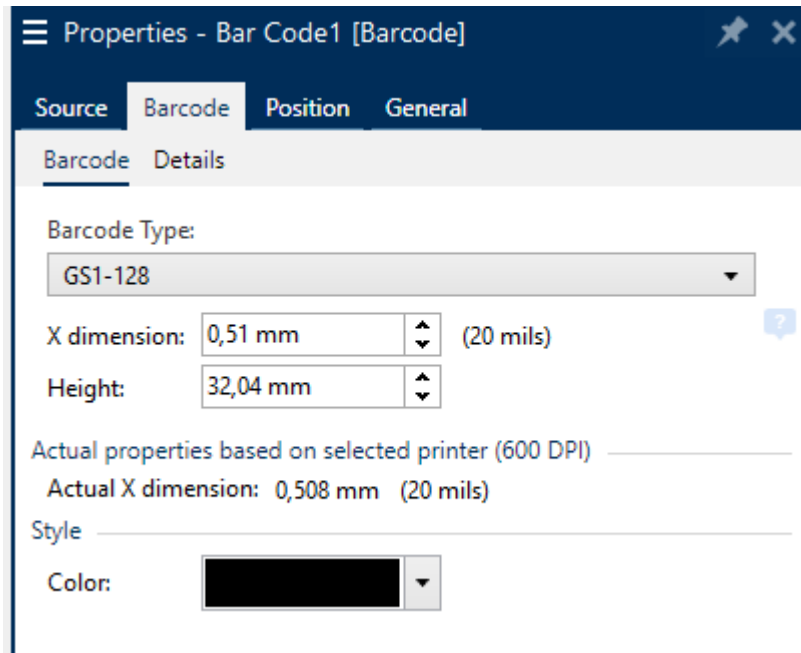 Properties - Bar Code1 [Barcode]
Source Barcode Position General
Barcode Details
Barcode Type:
GS1-128
X dimension: 0,51 mm (20 mils)
?
Height: 32,04 mm
Actual properties based on selected printer (600 DPI)
Actual X dimension: 0,508 mm (20 mils)
Style
Color: